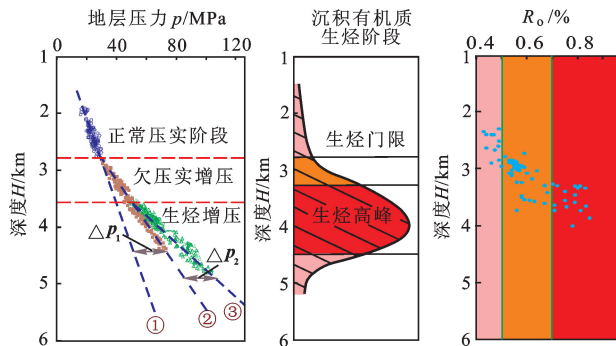 地层压力 p/MPa
0 40 80 120
深度H/km
1
2
3
4
5
6
正常压实阶段
欠压实增压
生烃增压
△p₁
△p₂
①
②
③
沉积有机质
生烃阶段
深度H/km
1
2
3
4
5
6
生烃门限
生烃高峰
Rₒ/%
0.4 0.6 0.8
深度H/km
1
2
3
4
5
6